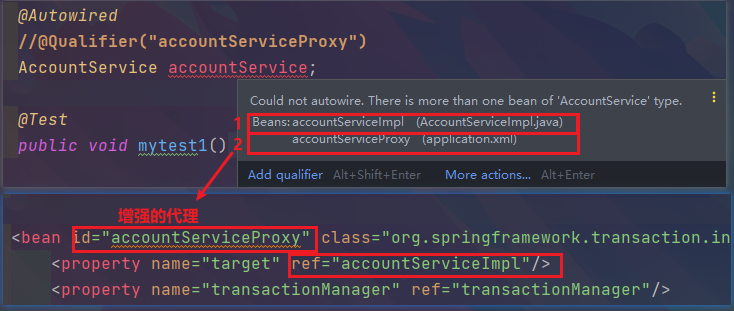 @Autowired
//@Qualifier("accountServiceProxy")
AccountService accountService;
Could not autowire. There is more than one bean of 'AccountService' type.
1 Beans: accountServiceImpl (AccountServiceImpl.java)
@Test
2 accountServiceProxy (application.xml)
public void mytest1()
Add qualifier Alt+Shift+Enter More actions... Alt+Enter
增强的代理
<bean id="accountServiceProxy" class="org.springframework.transaction.in
<property name="target" ref="accountServiceImpl"/>
<property name="transactionManager" ref="transactionManager"/>